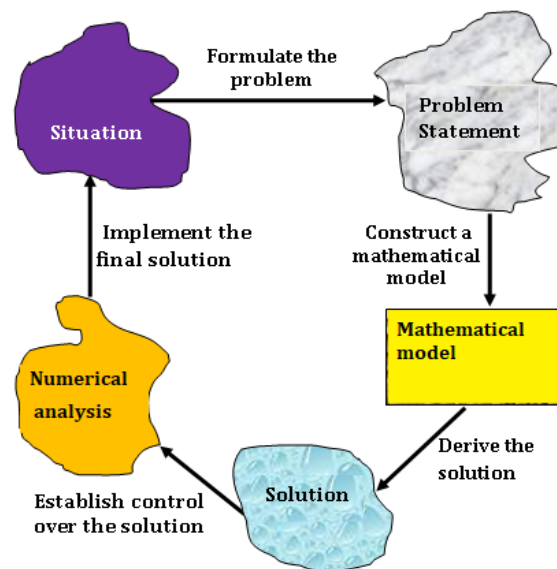 Formulate the
problem
Situation
Problem
Statement
Construct a
mathematical
model
Mathematical
model
Derive the
solution
Solution
Establish control
over the solution
Numerical
analysis
Implement the
final solution